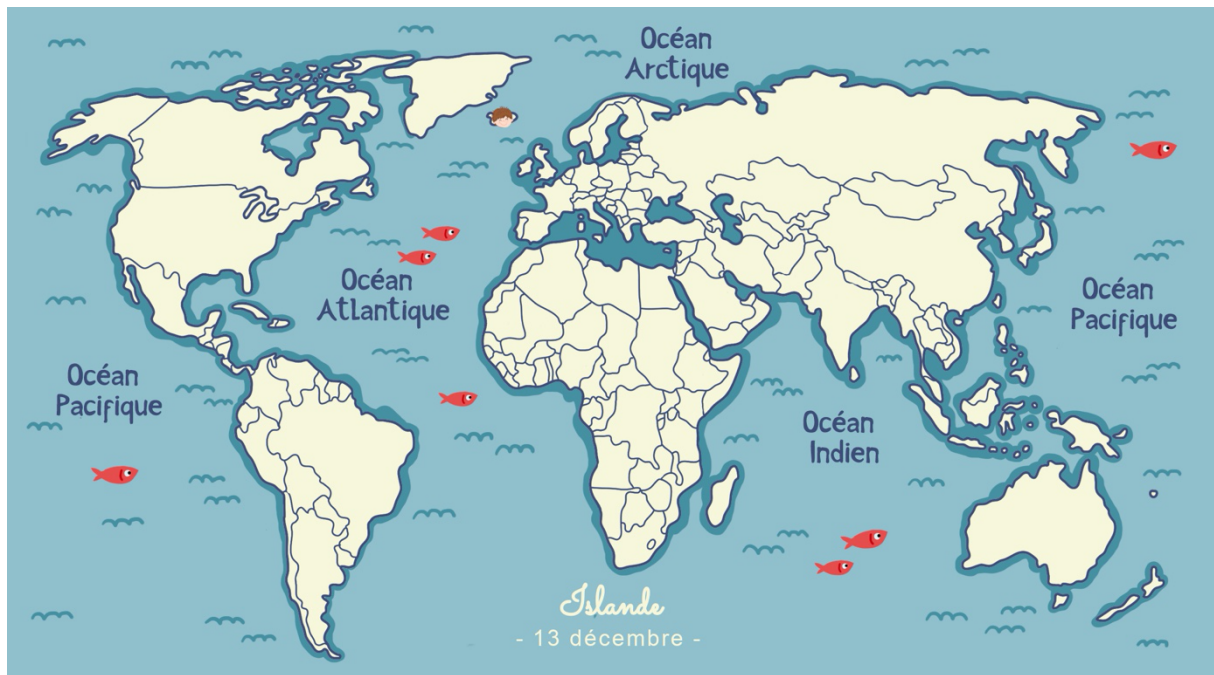 Océan
Arctique
Océan
Atlantique
Océan
Pacifique
Océan
Pacifique
Océan
Indien
Islande
- 13 décembre -